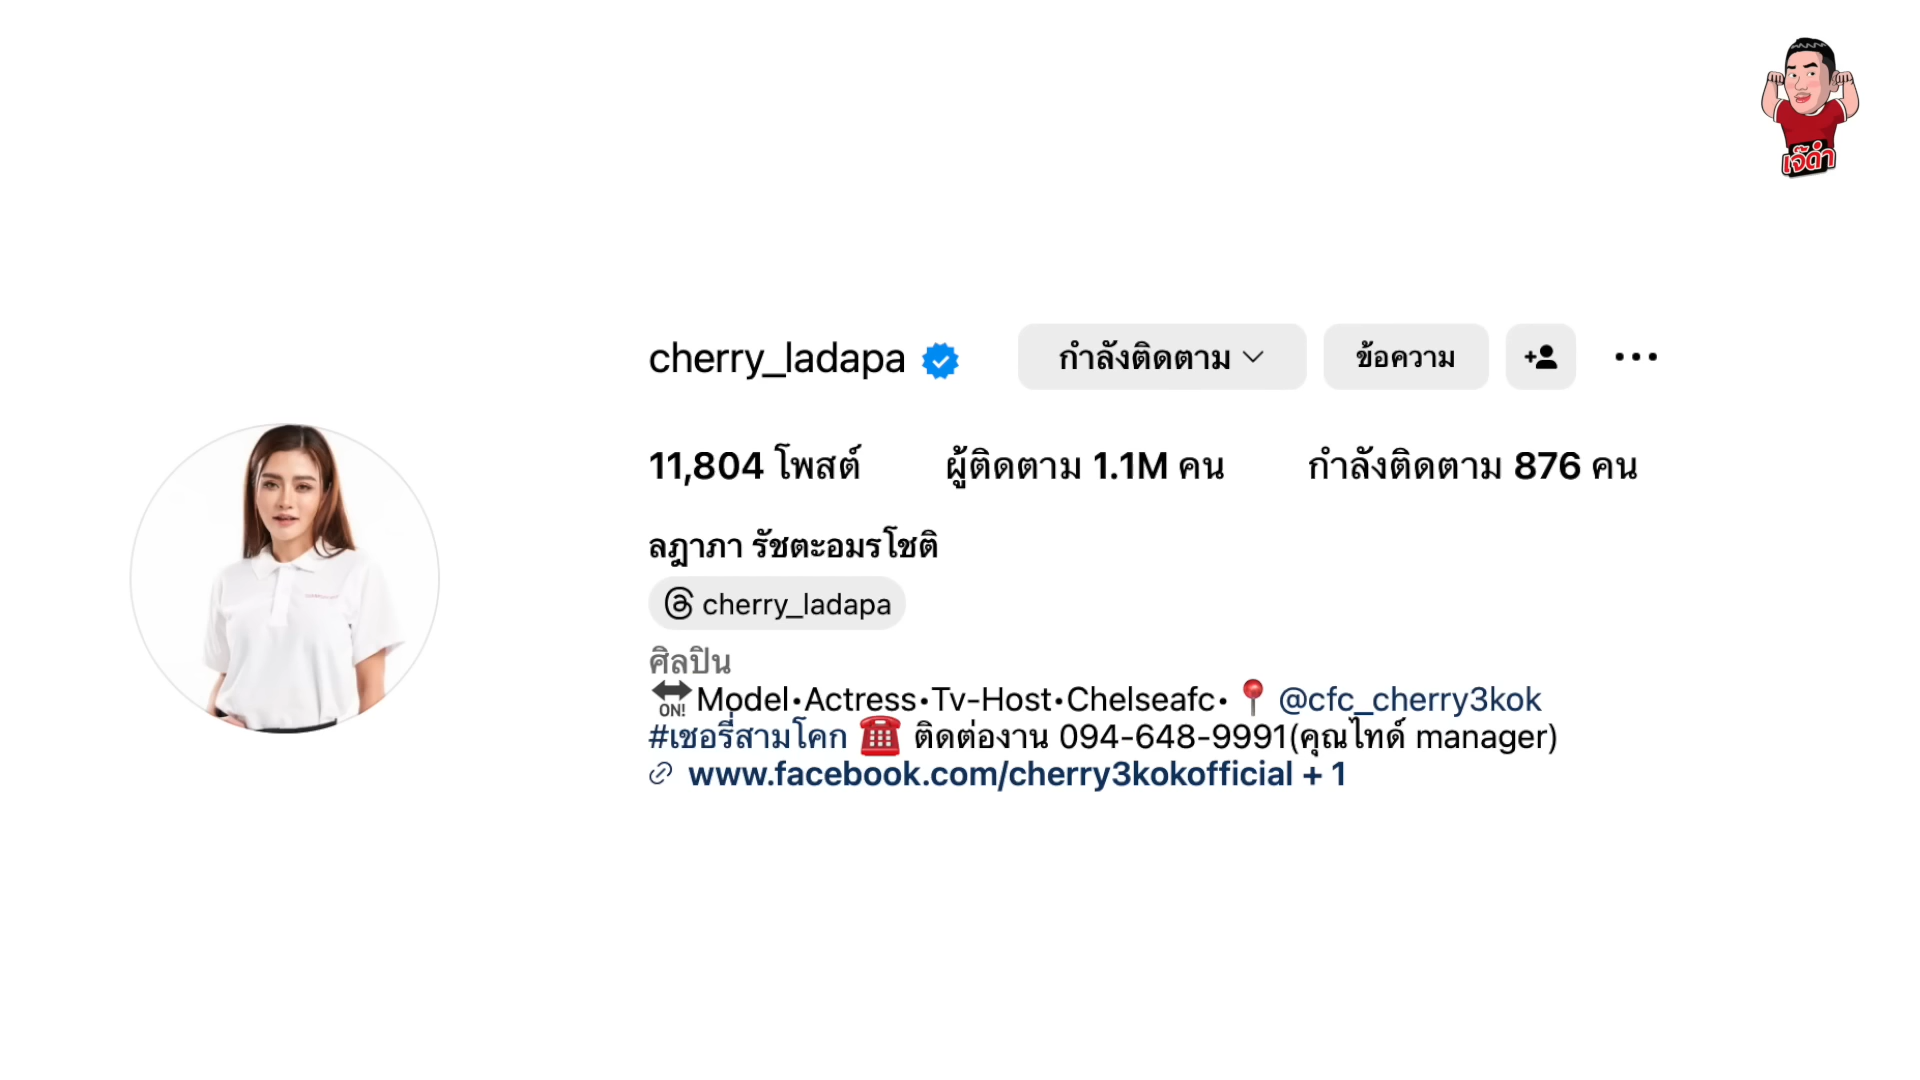 เจ๊ดำ
cherry_ladapa กำลังติดตาม ข้อความ
11,804 โพสต์ ผู้ติดตาม 1.1M คน กำลังติดตาม 876 คน
ลฎาภา รัชตะอมรโชติ
cherry_ladapa
ศิลปิน
ON! Model•Actress•Tv-Host•Chelseafc• @cfc_cherry3kok
#เชอรี่สามโคก ติดต่องาน 094-648-9991(คุณไทด์ manager)
www.facebook.com/cherry3kokofficial + 1